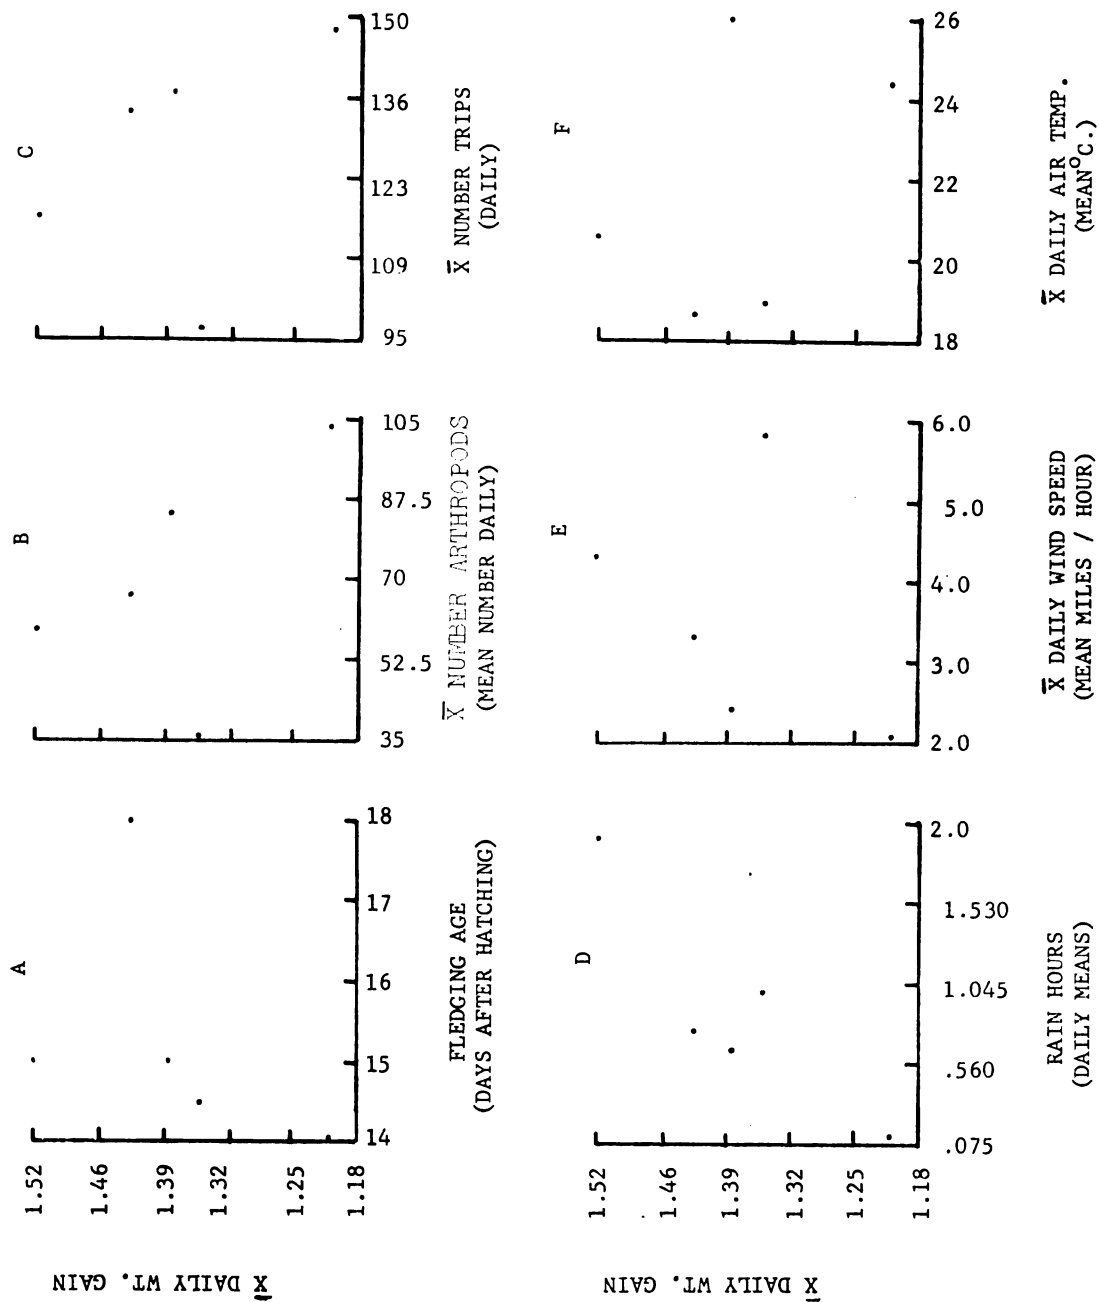 A
X̄ DAILY WT. GAIN
1.52
1.46
1.39
1.32
1.25
1.18
14
15
16
17
18
FLEDGING AGE
(DAYS AFTER HATCHING)
B
35
52.5
70
87.5
105
X̄ NUMBER ARTHROPODS
(MEAN NUMBER DAILY)
C
95
109
123
136
150
X̄ NUMBER TRIPS
(DAILY)
D
X̄ DAILY WT. GAIN
1.52
1.46
1.39
1.32
1.25
1.18
.075
.560
1.045
1.530
2.0
RAIN HOURS
(DAILY MEANS)
E
2.0
3.0
4.0
5.0
6.0
X̄ DAILY WIND SPEED
(MEAN MILES / HOUR)
F
18
20
22
24
26
X̄ DAILY AIR TEMP.
(MEAN°C.)